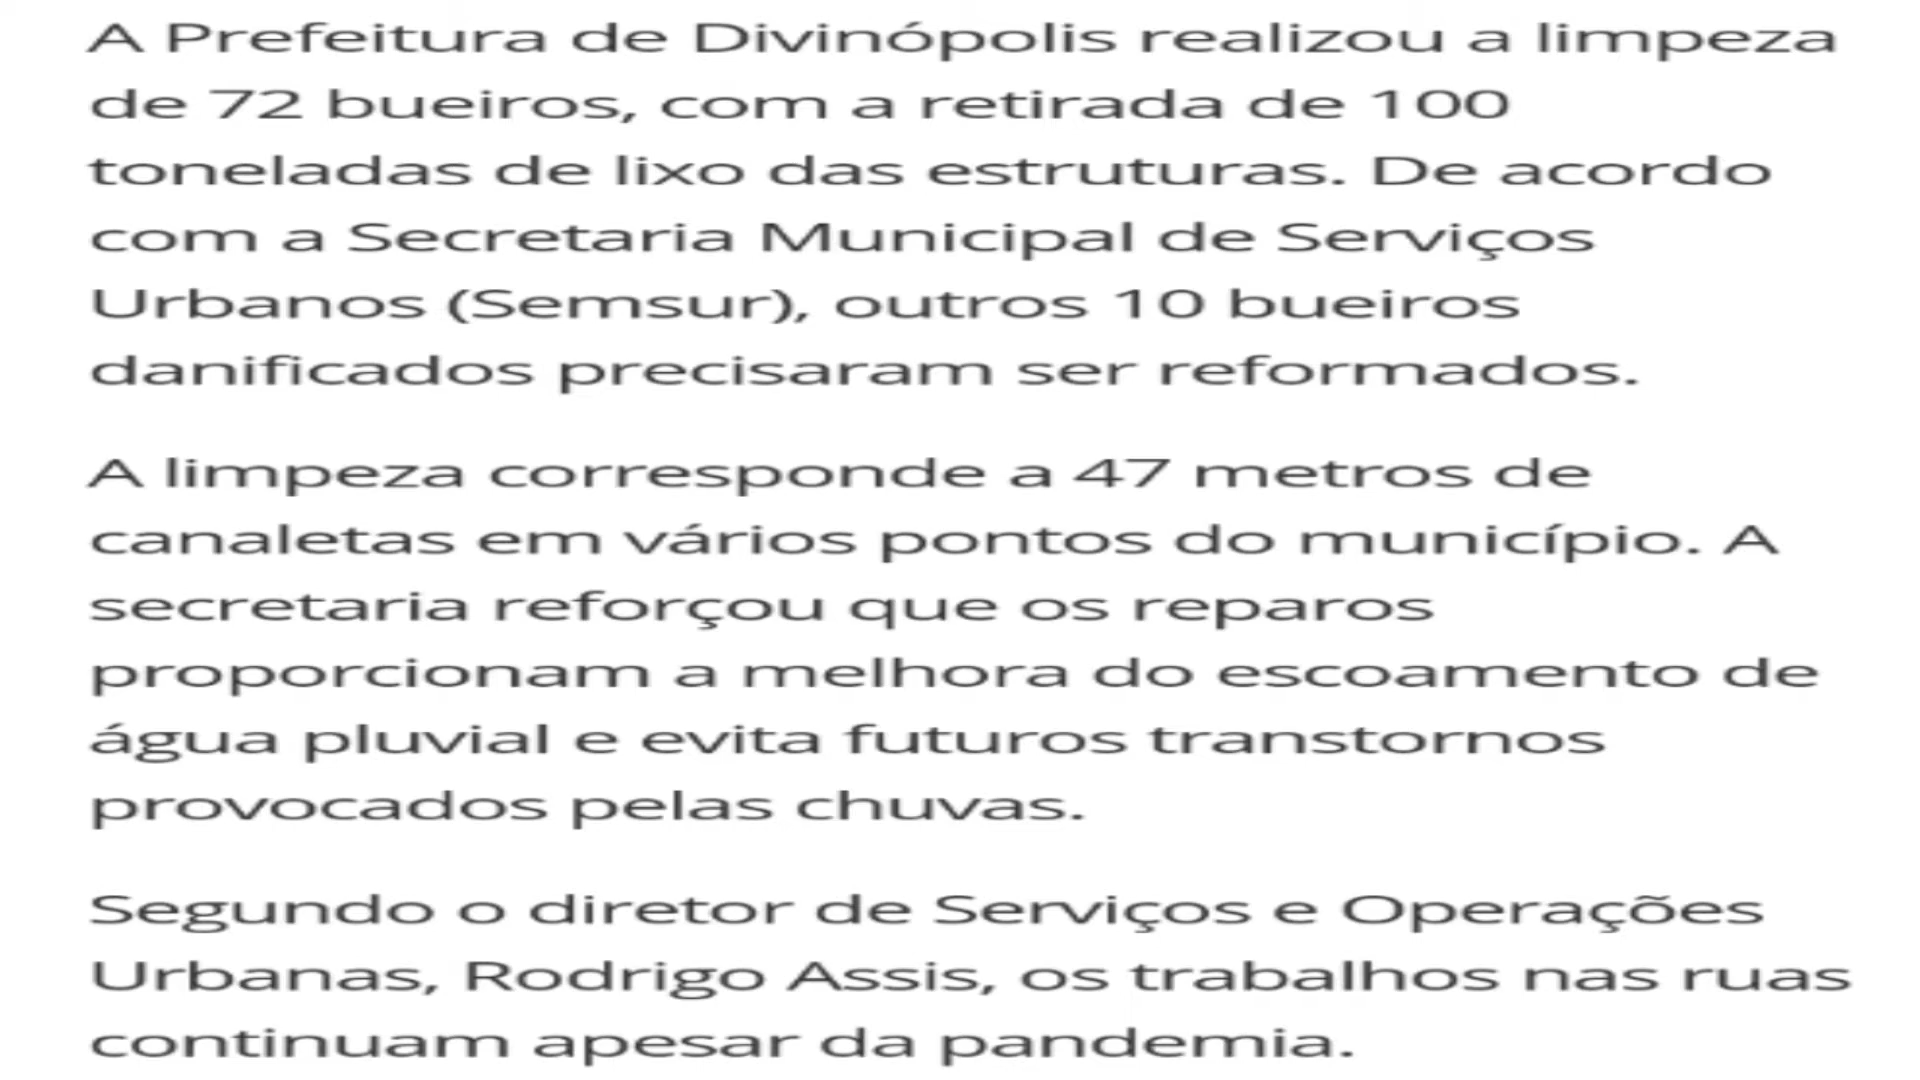 A Prefeitura de Divinópolis realizou a limpeza
de 72 bueiros, com a retirada de 100
toneladas de lixo das estruturas. De acordo
com a Secretaria Municipal de Serviços
Urbanos (Semsur), outros 10 bueiros
danificados precisaram ser reformados.
A limpeza corresponde a 47 metros de
canaletas em vários pontos do município. A
secretaria reforçou que os reparos
proporcionam a melhora do escoamento de
água pluvial e evita futuros transtornos
provocados pelas chuvas.
Segundo o diretor de Serviços e Operações
Urbanas, Rodrigo Assis, os trabalhos nas ruas
continuam apesar da pandemia.